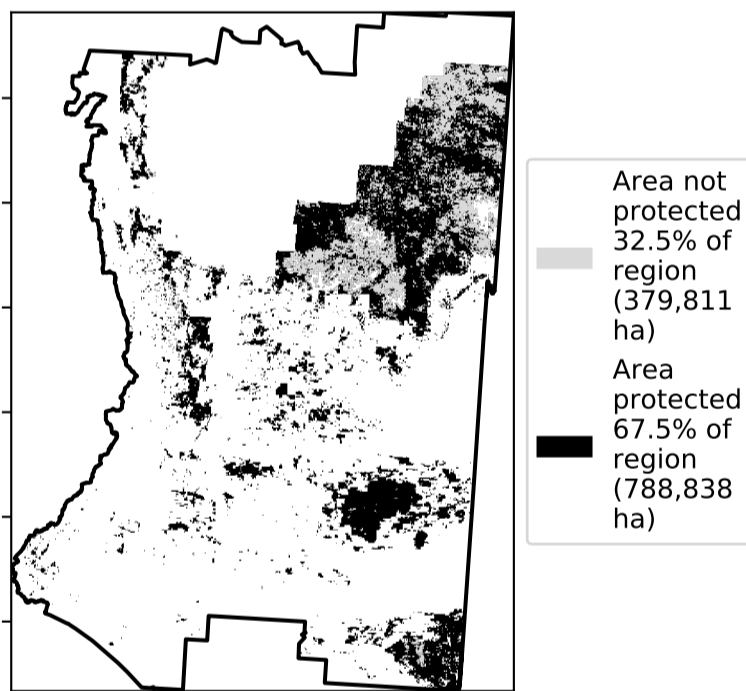 Area not
protected
32.5% of
region
(379,811
ha)
Area
protected
67.5% of
region
(788,838
ha)